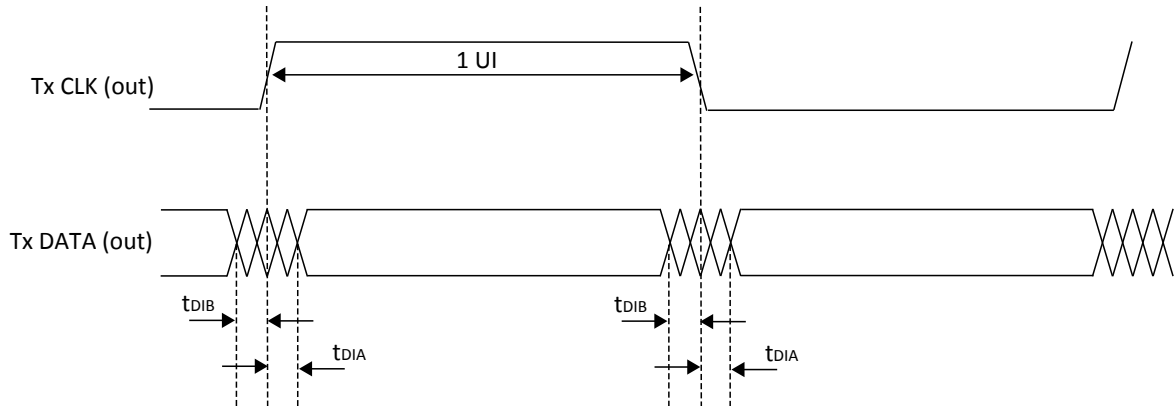 1 UI
Tx CLK (out)
Tx DATA (out)
tDIB
tDIB
tDIA
tDIA